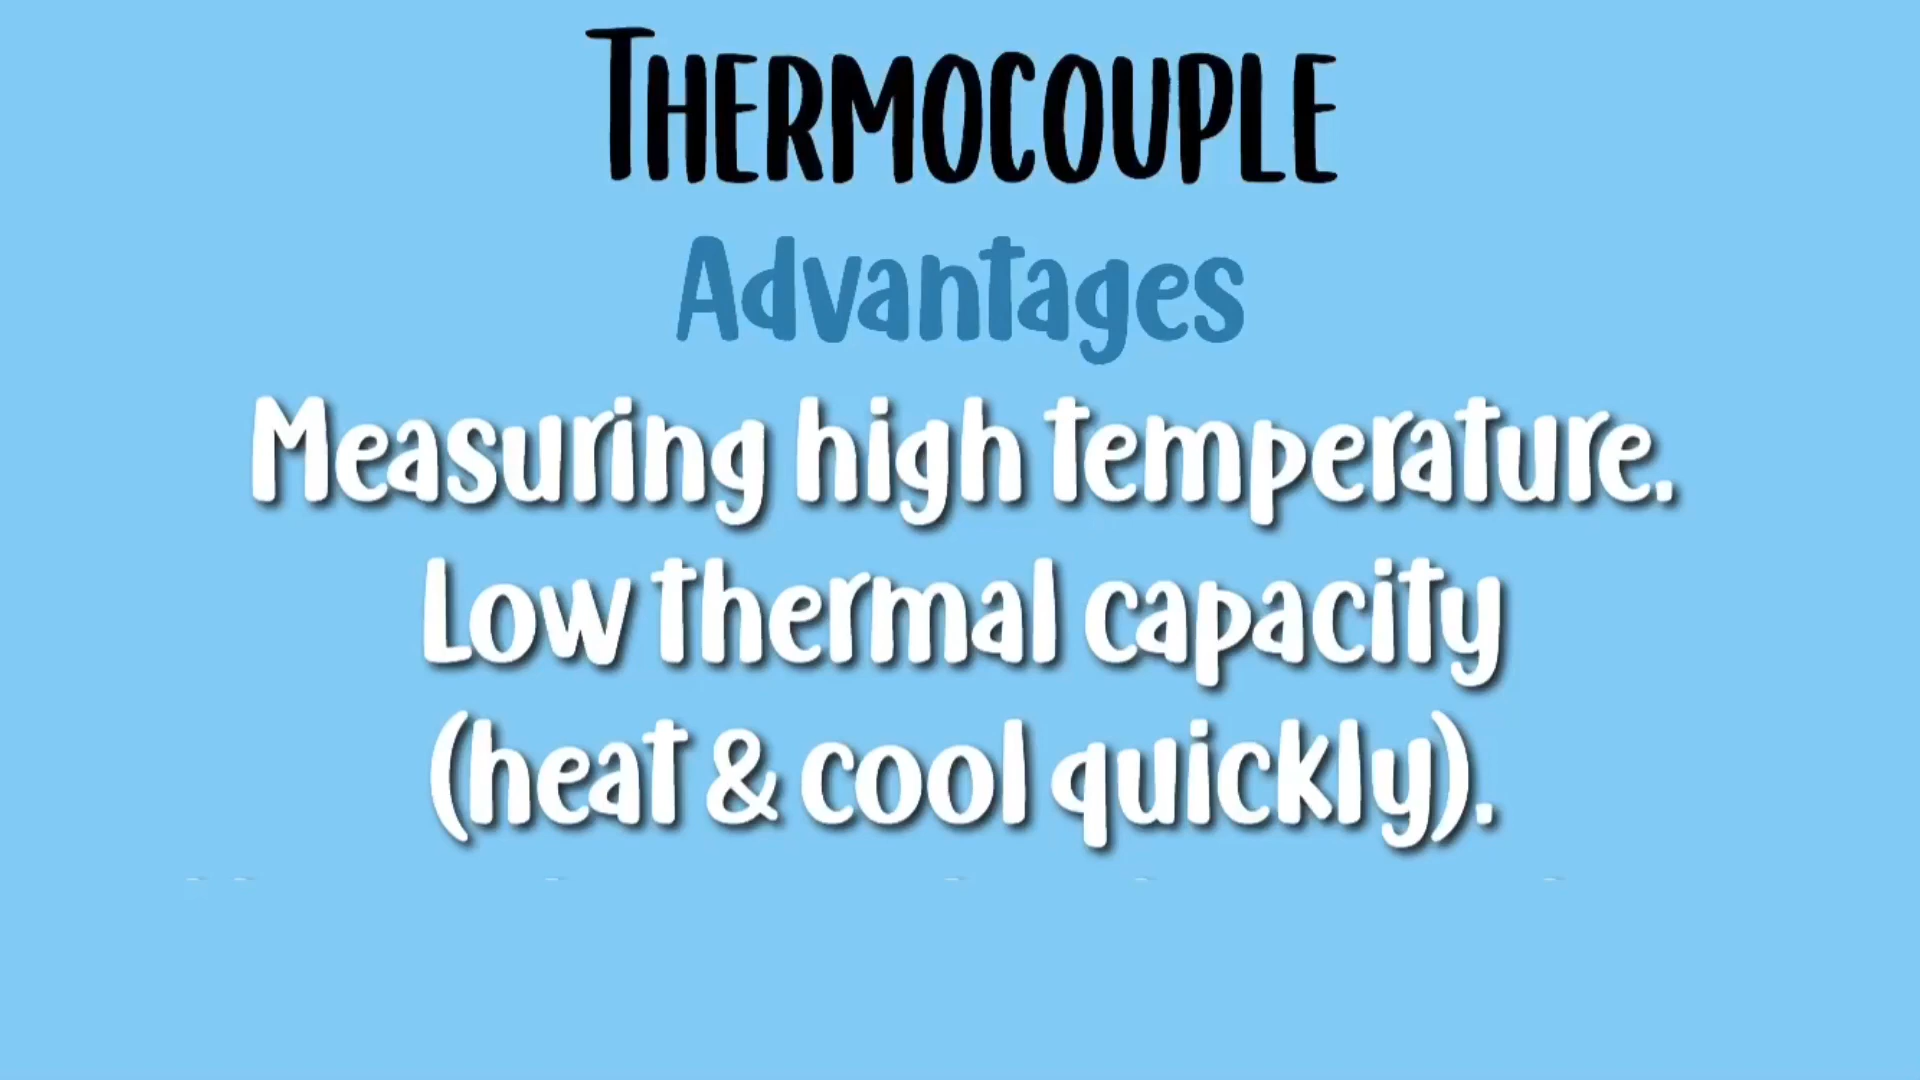 THERMOCOUPLE
Advantages
Measuring high temperature.
Low thermal capacity
(heat & cool quickly).